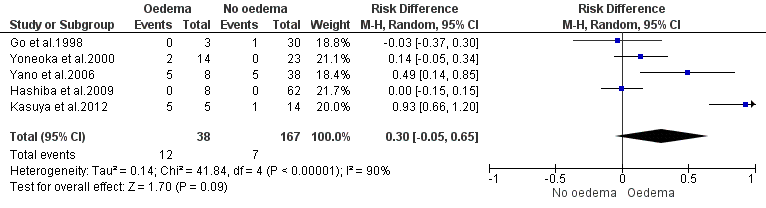 Oedema No oedema Risk Difference Risk Difference
Study or Subgroup Events Total Events Total Weight M-H, Random, 95% CI M-H, Random, 95% CI
Go et al.1998 0 3 1 30 18.8% -0.03 [-0.37, 0.30]
Yoneoka et al.2000 2 14 0 23 21.1% 0.14 [-0.05, 0.34]
Yano et al.2006 5 8 5 38 18.5% 0.49 [0.14, 0.85]
Hashiba et al.2009 0 8 0 62 21.6% 0.00 [-0.15, 0.15]
Kasuya et al.2012 5 5 1 14 20.0% 0.93 [0.66, 1.20]
Total (95% CI) 38 167 100.0% 0.30 [-0.05, 0.65]
Total events 12 7
Heterogeneity: Tau² = 0.14; Chi² = 41.84, df = 4 (P < 0.00001); I² = 90%
Test for overall effect: Z = 1.70 (P = 0.09)
-1 -0.5 0 0.5 1
No oedema Oedema